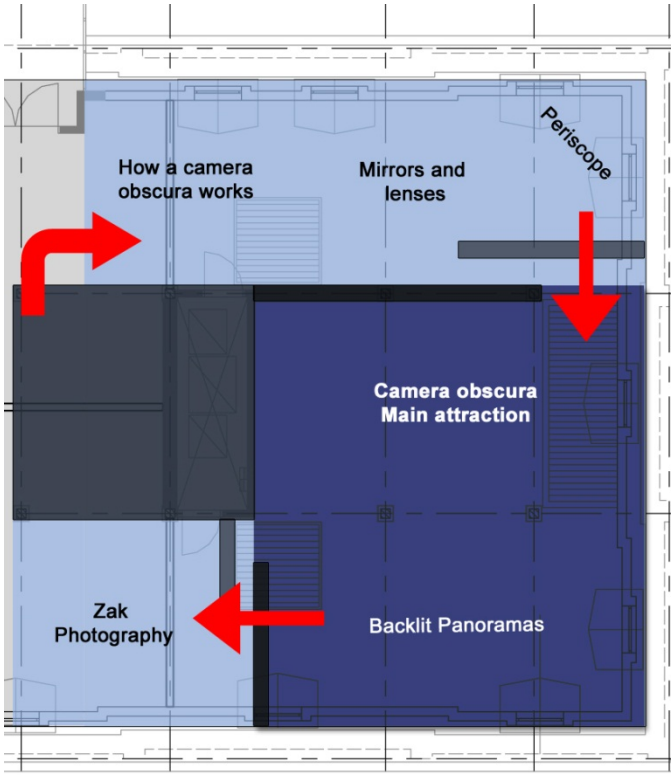 How a camera
obscura works
Mirrors and
lenses
Periscope
Camera obscura
Main attraction
Zak
Photography
Backlit Panoramas